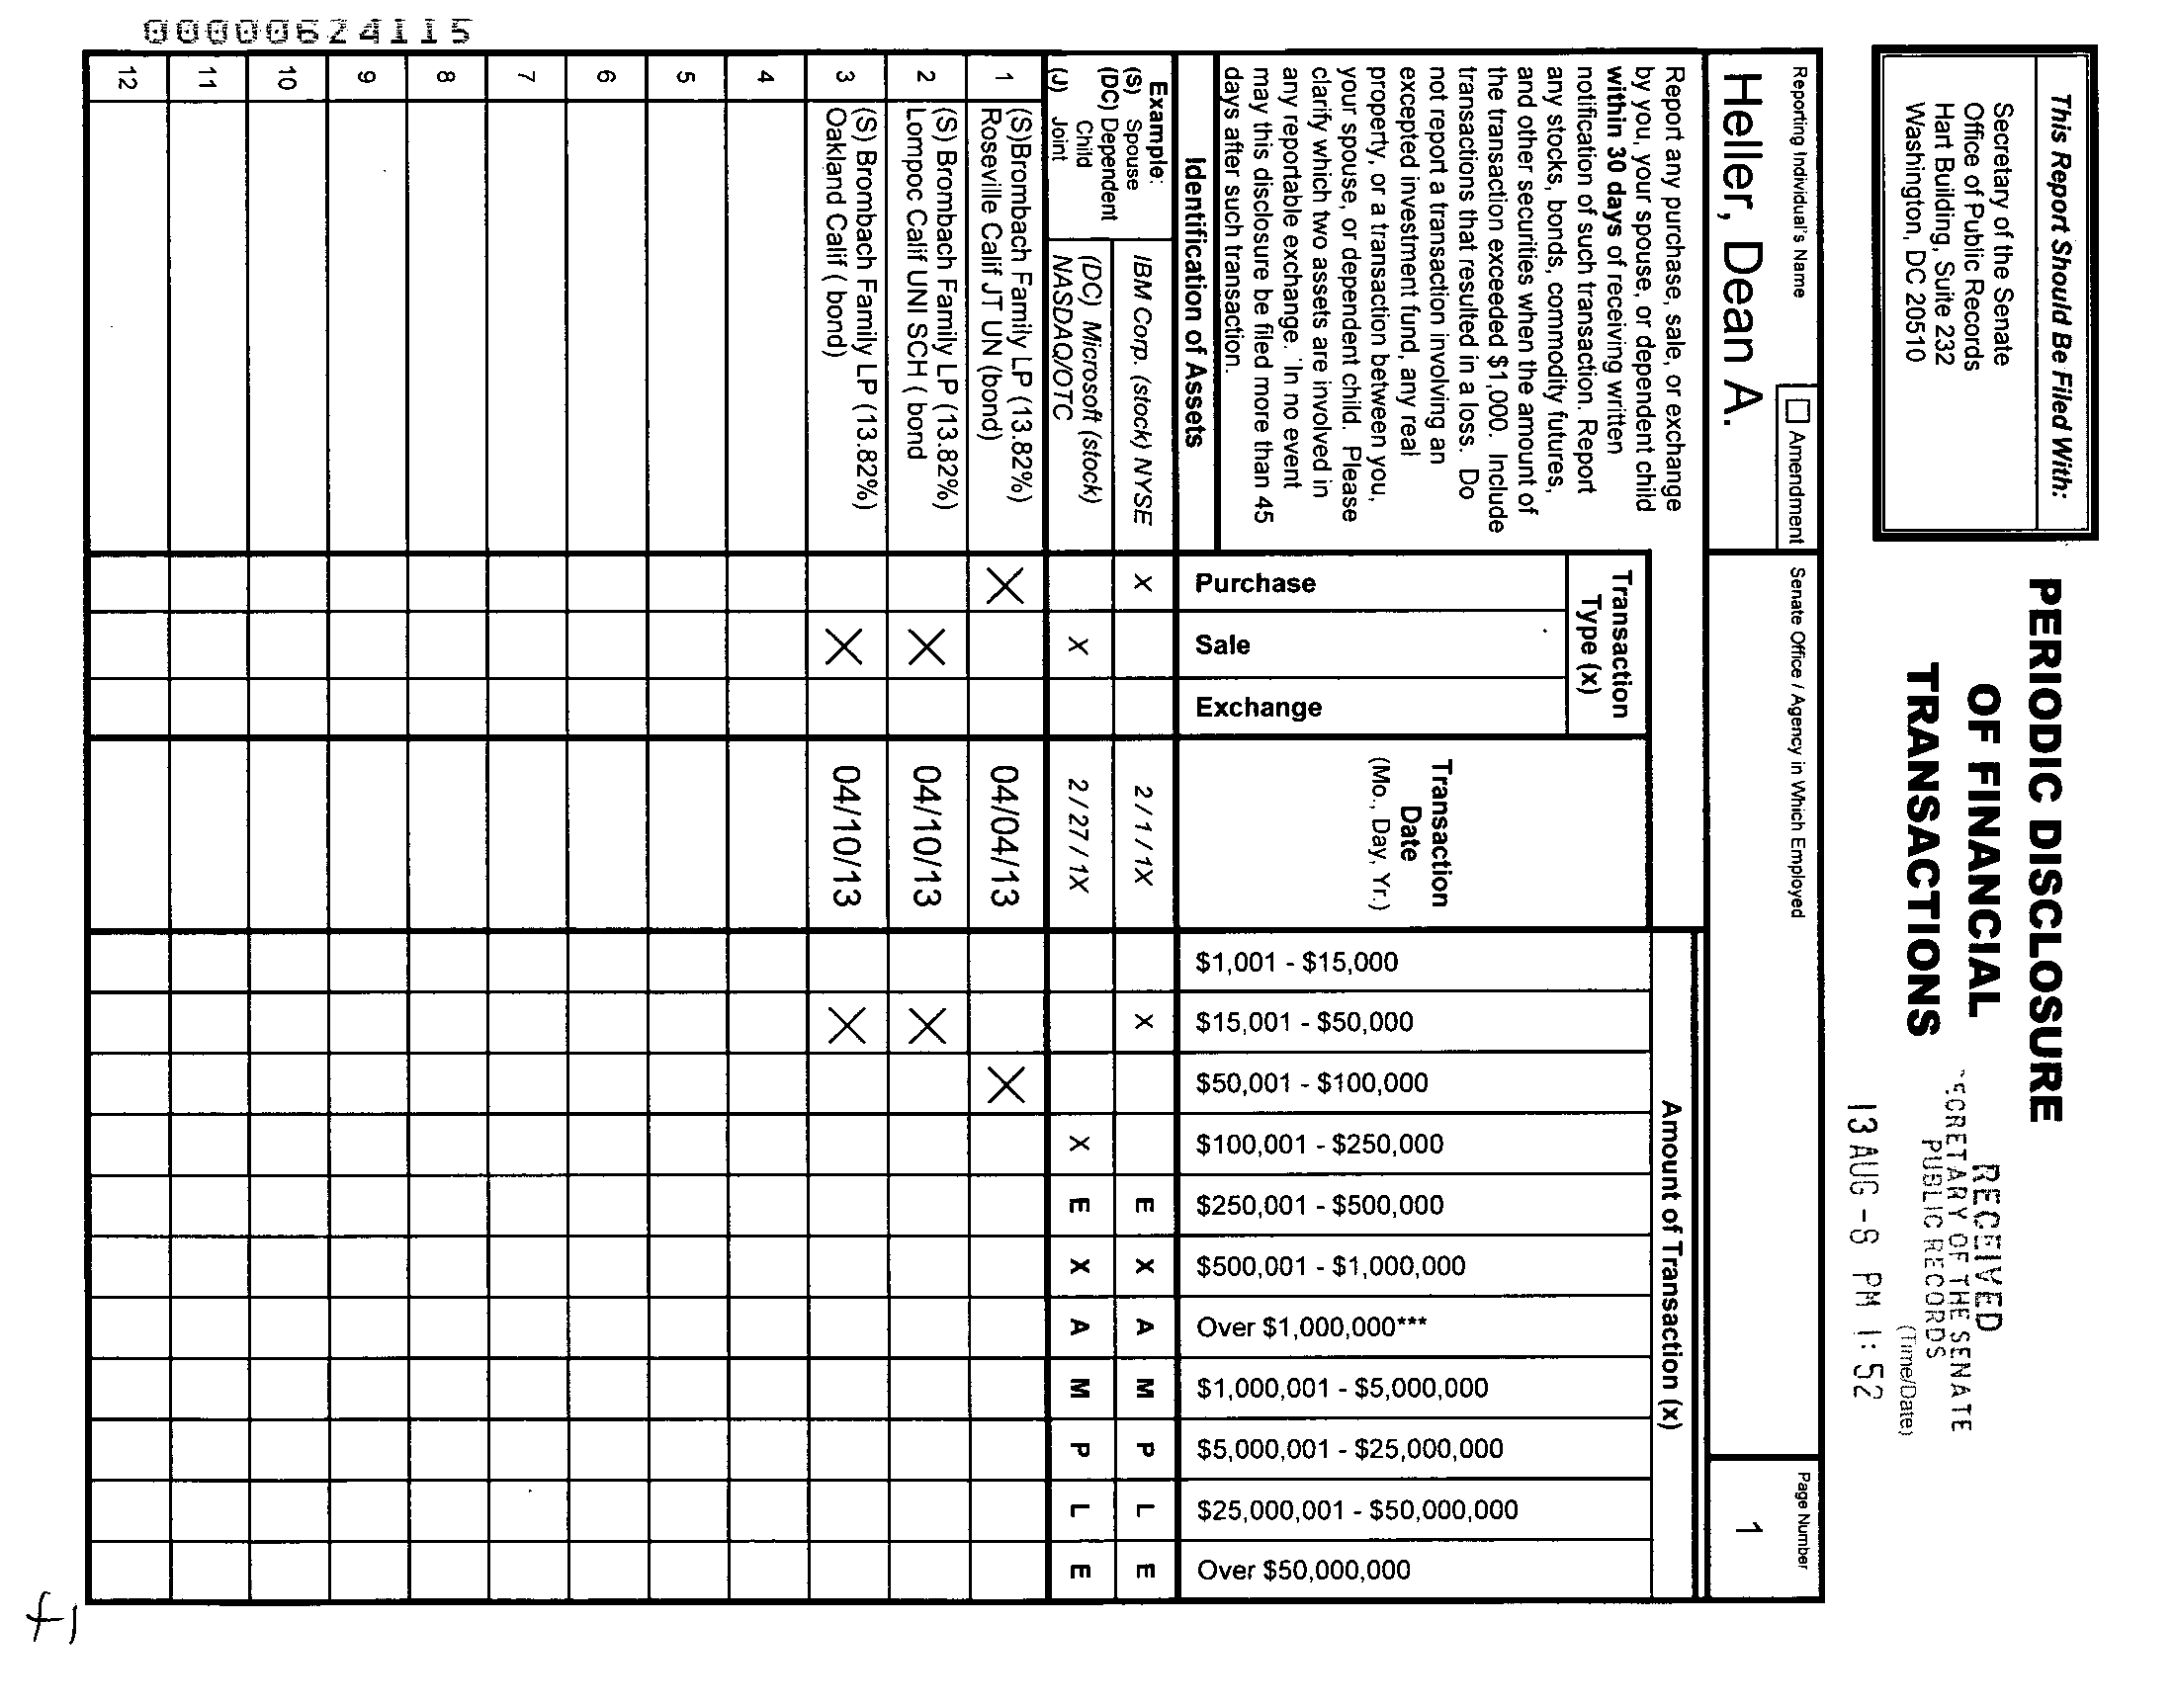 This Report Should Be Filed With:
Secretary of the Senate
Office of Public Records
Hart Building, Suite 232
Washington, DC 20510
PERIODIC DISCLOSURE
OF FINANCIAL
TRANSACTIONS
RECEIVED
SECRETARY OF THE SENATE
PUBLIC RECORDS
(Time/Date)
13 AUG -8 PM 1:52
Reporting Individual's Name
Amendment
Senate Office / Agency in Which Employed
Page Number
Heller, Dean A.
1
Report any purchase, sale, or exchange
by you, your spouse, or dependent child
within 30 days of receiving written
notification of such transaction. Report
any stocks, bonds, commodity futures,
and other securities when the amount of
the transaction exceeded $1,000. Include
transactions that resulted in a loss. Do
not report a transaction involving an
excepted investment fund, any real
property, or a transaction between you,
your spouse, or dependent child. Please
clarify which two assets are involved in
any reportable exchange. In no event
may this disclosure be filed more than 45
days after such transaction.
Transaction
Type (x)
Amount of Transaction (x)
Identification of Assets
Purchase
Sale
Exchange
Transaction
Date
(Mo., Day, Yr.)
$1,001 - $15,000
$15,001 - $50,000
$50,001 - $100,000
$100,001 - $250,000
$250,001 - $500,000
$500,001 - $1,000,000
Over $1,000,000***
$1,000,001 - $5,000,000
$5,000,001 - $25,000,000
$25,000,001 - $50,000,000
Over $50,000,000
Example:
(S) Spouse
(DC) Dependent
Child
(J) Joint
IBM Corp. (stock) NYSE X 2 / 1 / 1X X E X A M P L E
(DC) Microsoft (stock)
NASDAQ/OTC X 2 / 27 / 1X X E X A M P L E
1 (S)Brombach Family LP (13.82%)
Roseville Calif JT UN (bond) X 04/04/13 X
2 (S) Brombach Family LP (13.82%)
Lompoc Calif UNI SCH ( bond X 04/10/13 X
3 (S) Brombach Family LP (13.82%)
Oakland Calif ( bond) X 04/10/13 X
4
5
6
7
8
9
10
11
12
00000624115